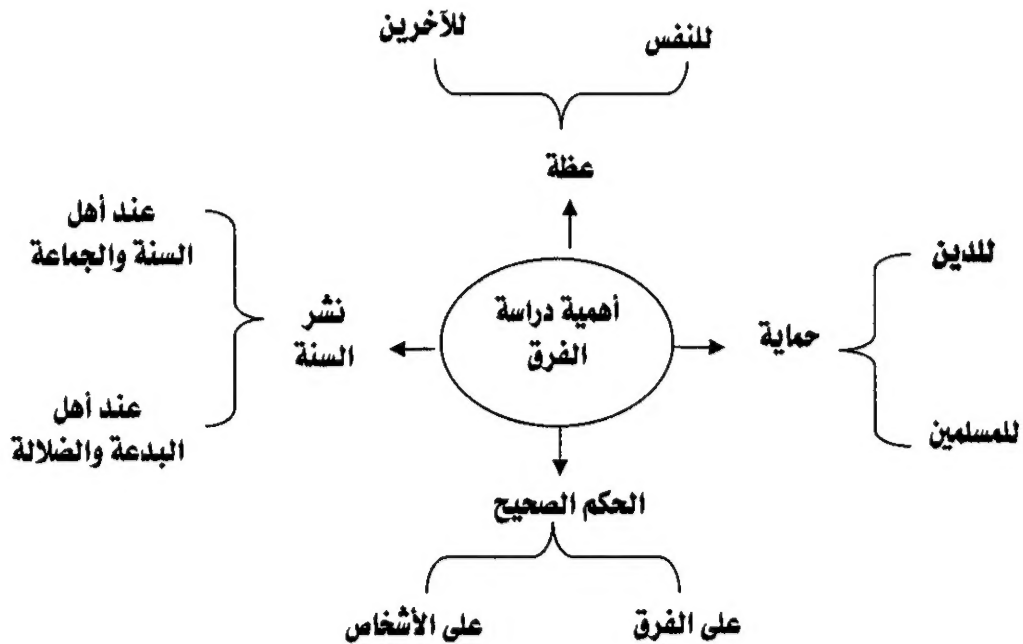 للنفس
للآخرين
عظة
عند أهل
السنة والجماعة
للدين
أهمية دراسة
الفرق
نشر
السنة
حماية
عند أهل
البدعة والضلالة
للمسلمين
الحكم الصحيح
على الفرق
على الأشخاص